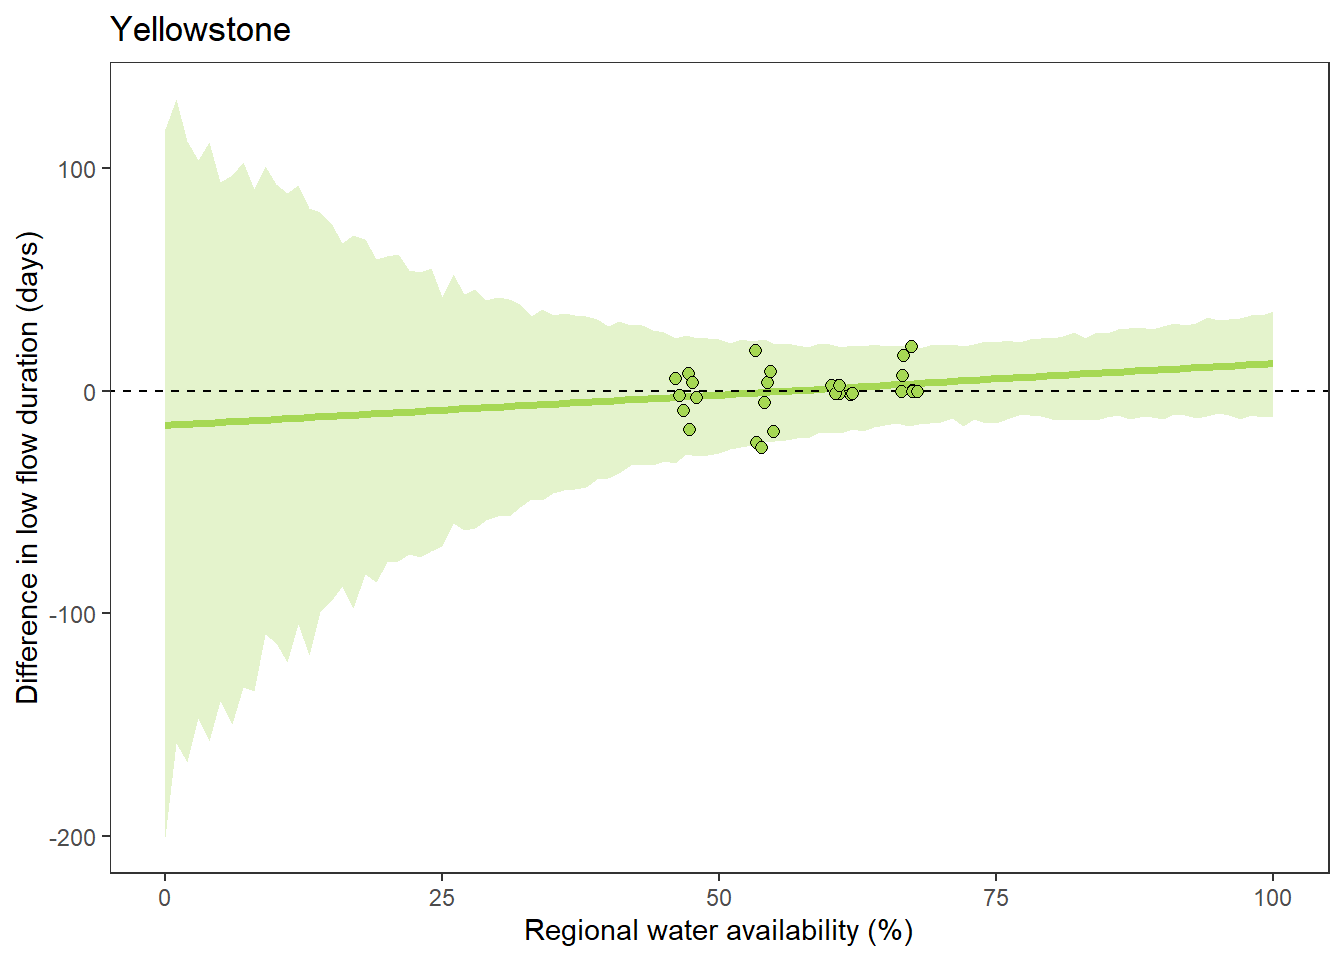 Yellowstone
Difference in low flow duration (days)
100
0
-100
-200
0 25 50 75 100
Regional water availability (%)